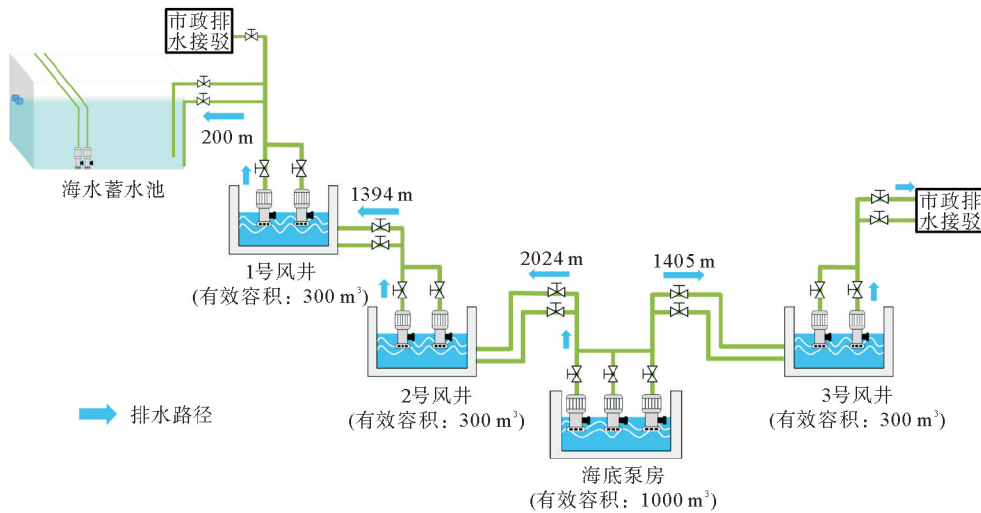 市政排
水接驳
200 m
海水蓄水池
1394 m
1号风井
(有效容积：300 m³)
2024 m
1405 m
市政排
水接驳
2号风井
(有效容积：300 m³)
3号风井
(有效容积：300 m³)
排水路径
海底泵房
(有效容积：1000 m³)